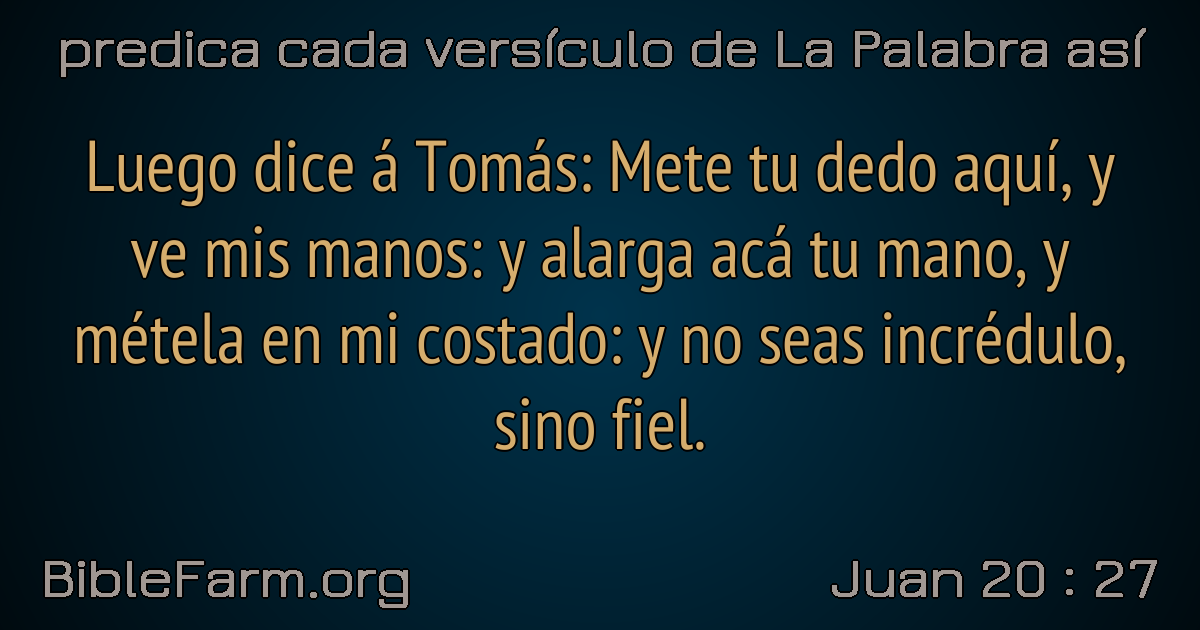 predica cada versículo de La Palabra así
Luego dice á Tomás: Mete tu dedo aquí, y
ve mis manos: y alarga acá tu mano, y
métela en mi costado: y no seas incrédulo,
sino fiel.
BibleFarm.org
Juan 20 : 27